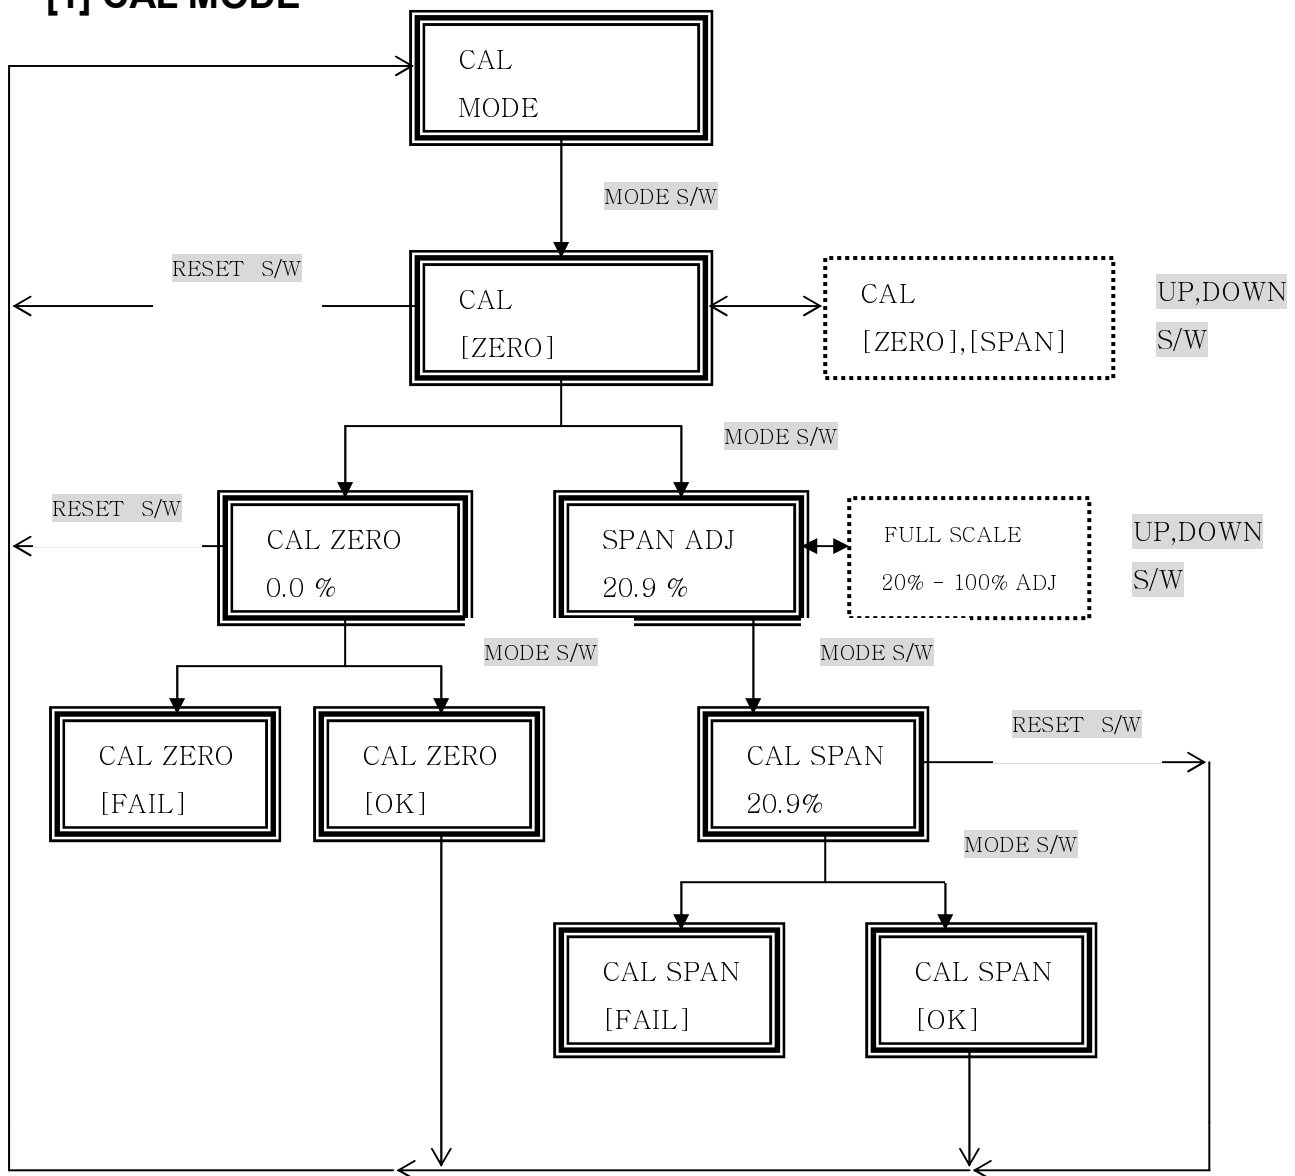 [1] CAL MODE
CAL
MODE
MODE S/W
RESET S/W
CAL
[ZERO]
CAL
[ZERO],[SPAN]
UP,DOWN
S/W
MODE S/W
RESET S/W
CAL ZERO
0.0 %
SPAN ADJ
20.9 %
FULL SCALE
20% - 100% ADJ
UP,DOWN
S/W
MODE S/W
MODE S/W
CAL ZERO
[FAIL]
CAL ZERO
[OK]
CAL SPAN
20.9%
RESET S/W
MODE S/W
CAL SPAN
[FAIL]
CAL SPAN
[OK]